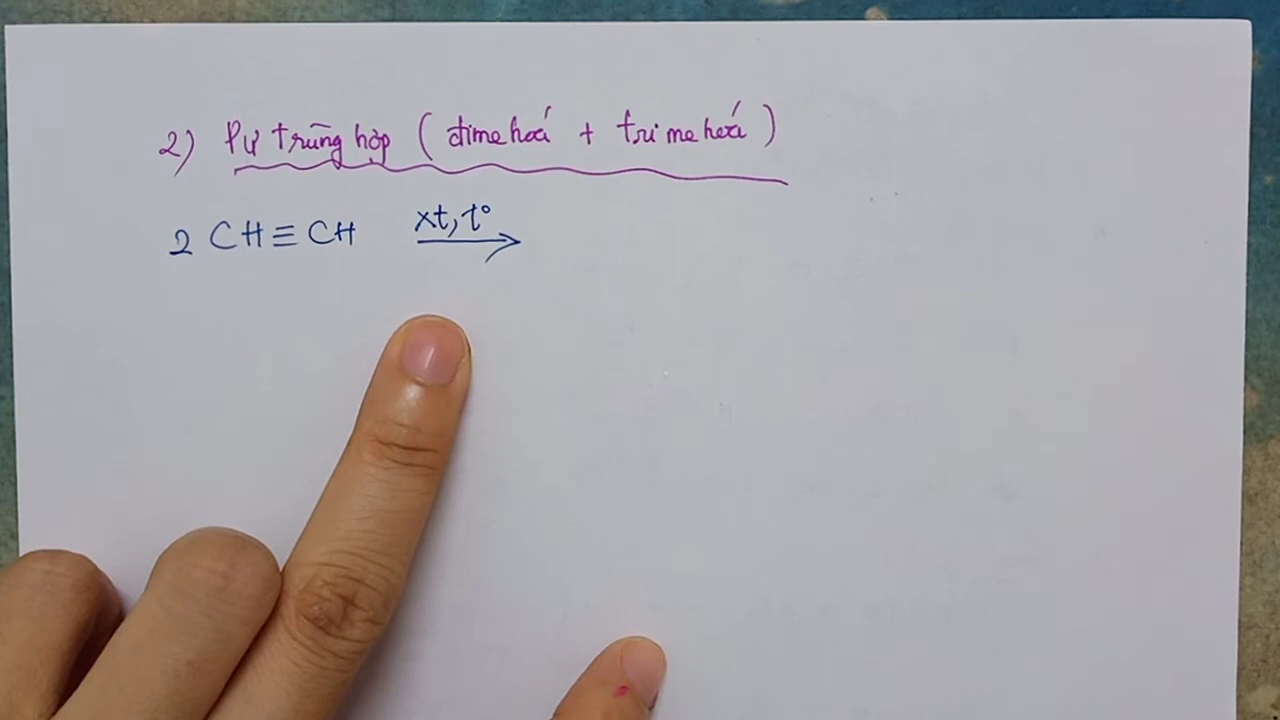 2) Pư trùng hợp (đime hoá + trime hoá)
2 CH≡CH xt, t° →